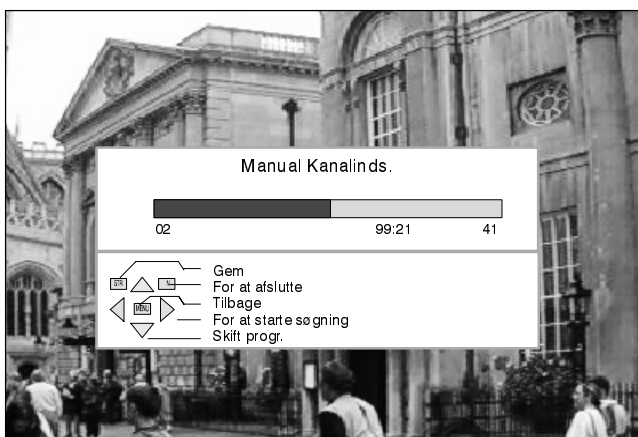 Manual Kanalinds.
02 99:21 41
Gem
STR N
For at afslutte
Tilbage
MENU
For at starte søgning
Skift progr.